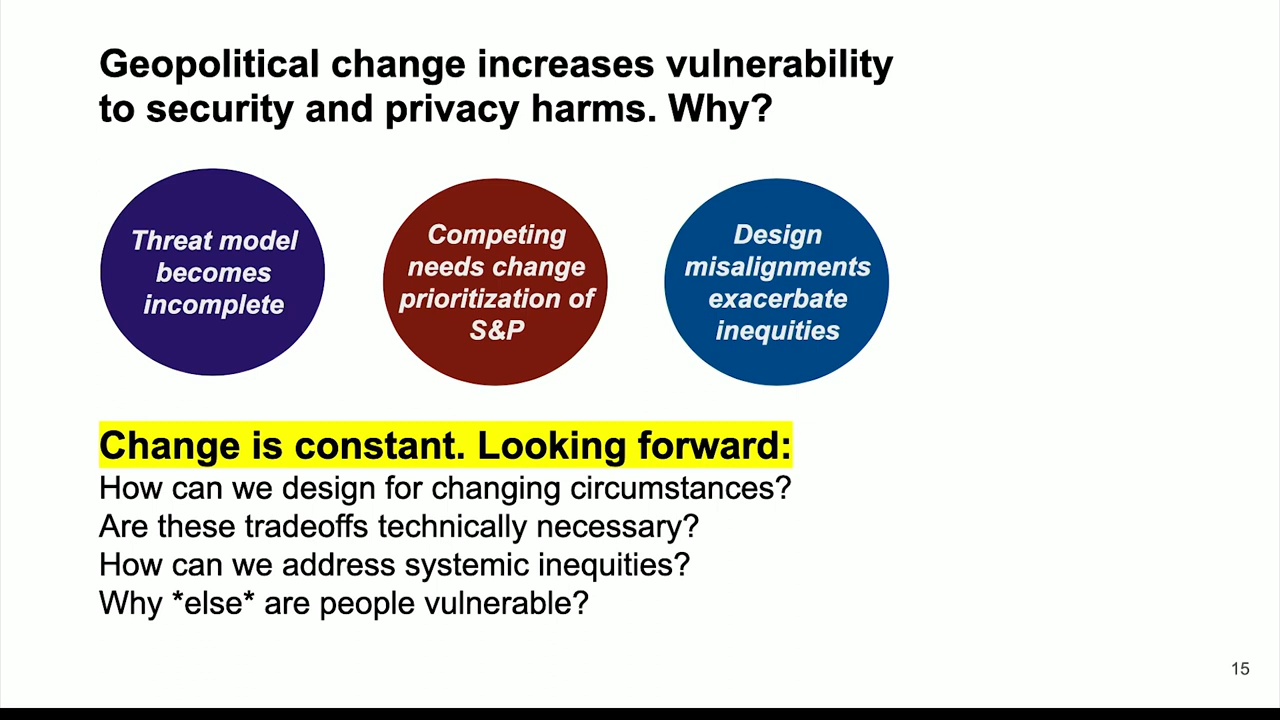 Geopolitical change increases vulnerability
to security and privacy harms. Why?
Threat model
becomes
incomplete
Competing
needs change
prioritization of
S&P
Design
misalignments
exacerbate
inequities
Change is constant. Looking forward:
How can we design for changing circumstances?
Are these tradeoffs technically necessary?
How can we address systemic inequities?
Why *else* are people vulnerable?
15